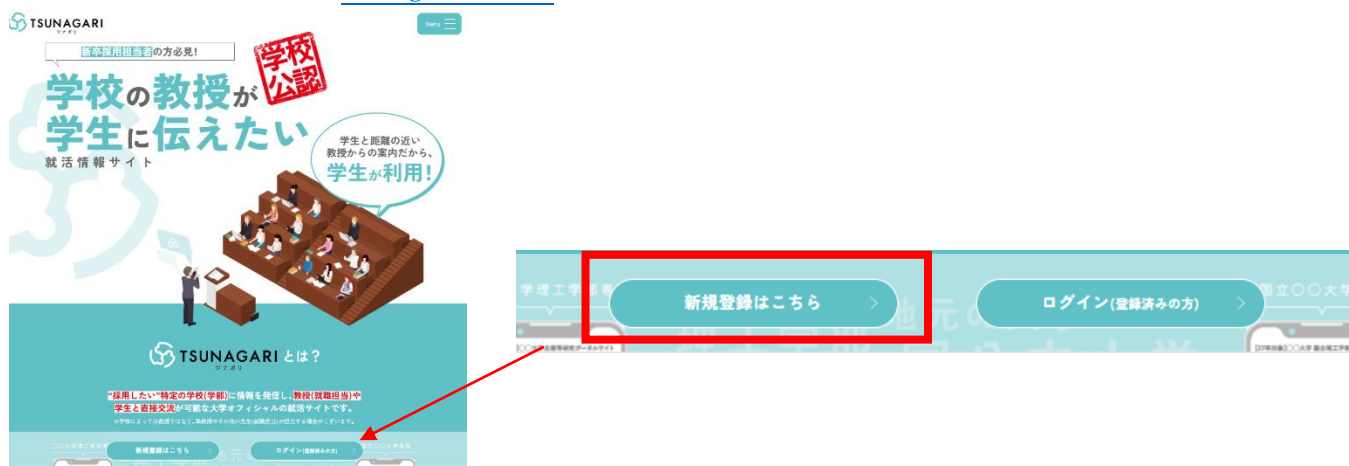 TSUNAGARI
ツナガリ
Menu
新卒採用担当者の方必見！
学校の教授が
学校
公認
学生に伝えたい
就活情報サイト
学生と距離の近い
教授からの案内だから、
学生が利用！
TSUNAGARI とは？
ツナガリ
“採用したい”特定の学校(学部)に情報を発信し、教授(就職担当)や
学生と直接交流が可能な大学オフィシャルの就活サイトです。
新規登録はこちら
ログイン(登録済みの方)
新規登録はこちら
ログイン(登録済みの方)
国立〇〇大学